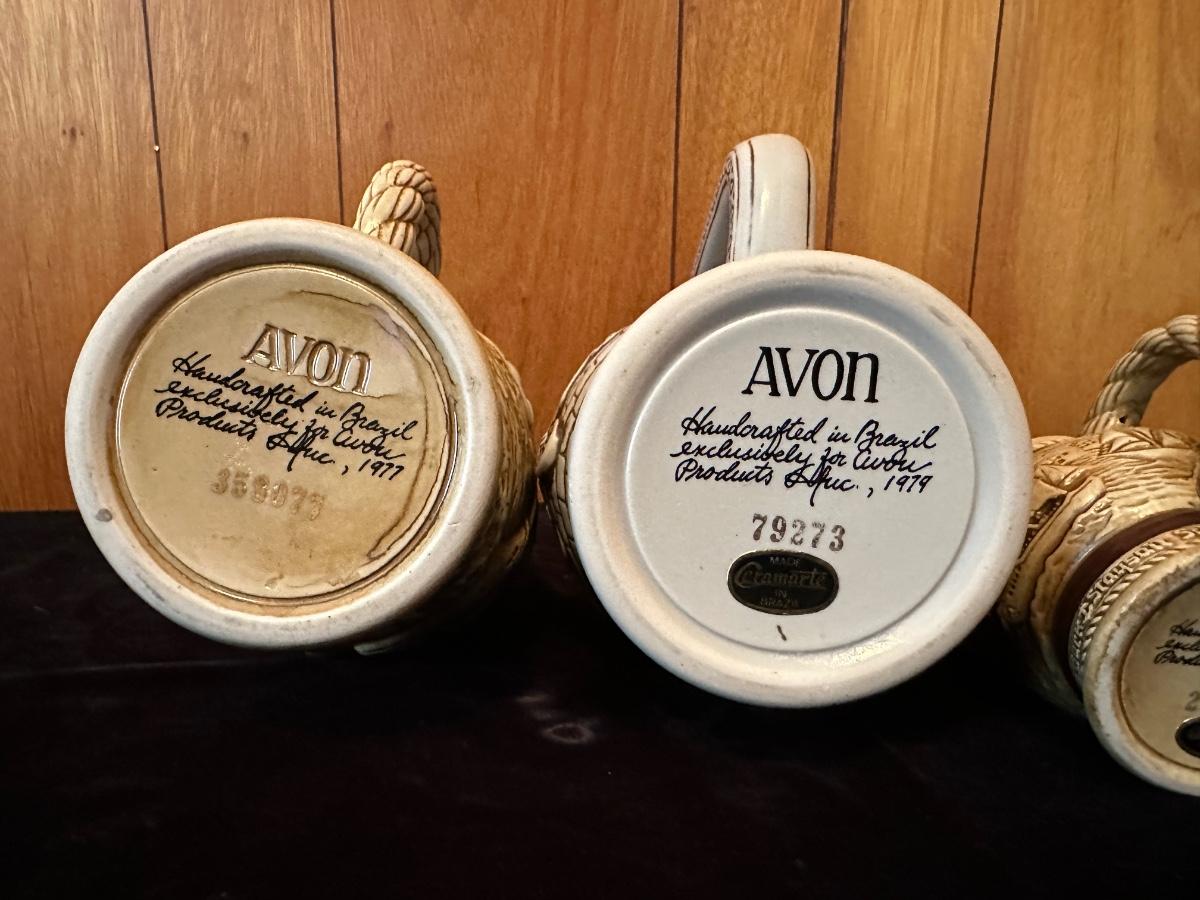 AVON
Handcrafted in Brazil
exclusively for Avon
Products Inc., 1977
AVON
Handcrafted in Brazil
exclusively for Avon
Products Inc., 1979
79273
MADE
Ceramarte
IN
BRAZIL